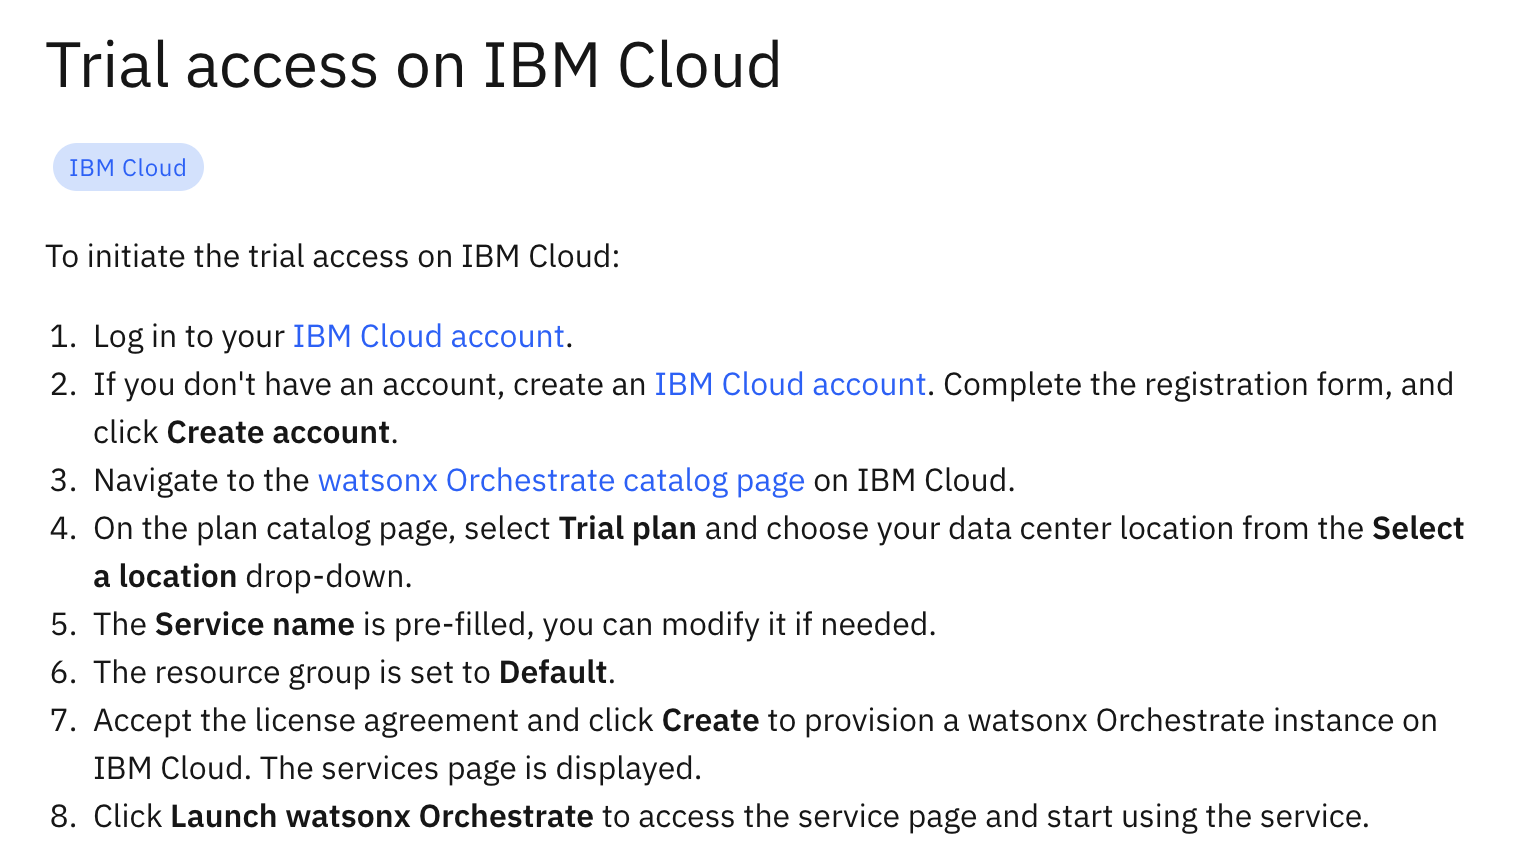 Trial access on IBM Cloud
IBM Cloud
To initiate the trial access on IBM Cloud:
1. Log in to your IBM Cloud account.
2. If you don't have an account, create an IBM Cloud account. Complete the registration form, and
click Create account.
3. Navigate to the watsonx Orchestrate catalog page on IBM Cloud.
4. On the plan catalog page, select Trial plan and choose your data center location from the Select
a location drop-down.
5. The Service name is pre-filled, you can modify it if needed.
6. The resource group is set to Default.
7. Accept the license agreement and click Create to provision a watsonx Orchestrate instance on
IBM Cloud. The services page is displayed.
8. Click Launch watsonx Orchestrate to access the service page and start using the service.